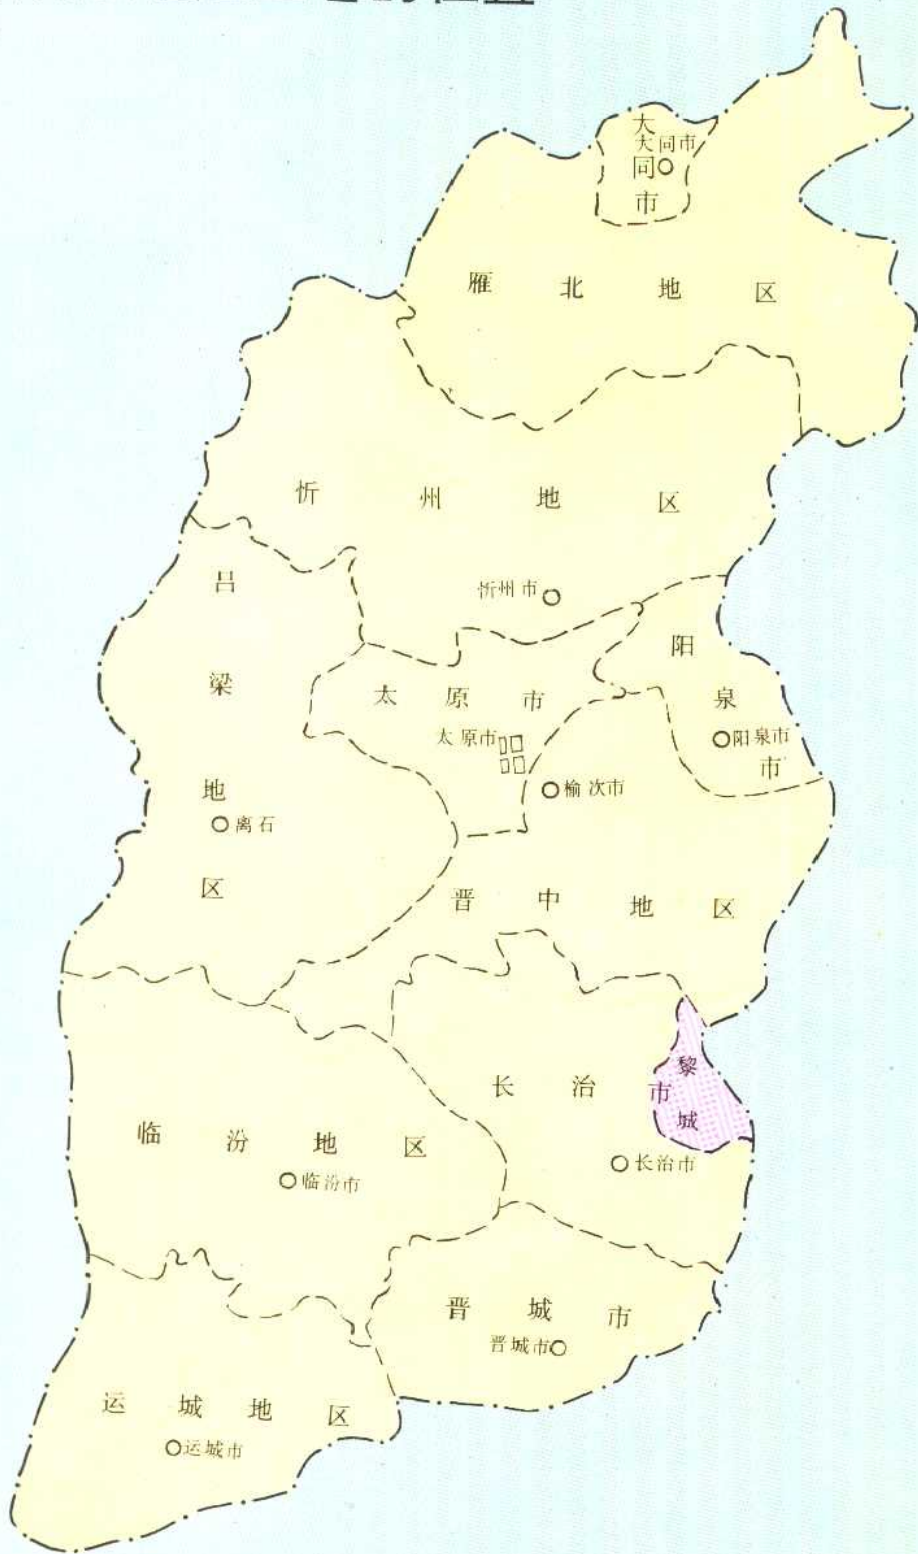 的位置
大同市
大同市
雁北地区
忻州地区
忻州市
吕梁地区
离石
太原市
太原市
阳泉市
阳泉市
榆次市
晋中地区
黎城
长治市
长治市
临汾地区
临汾市
晋城市
晋城市
运城地区
运城市